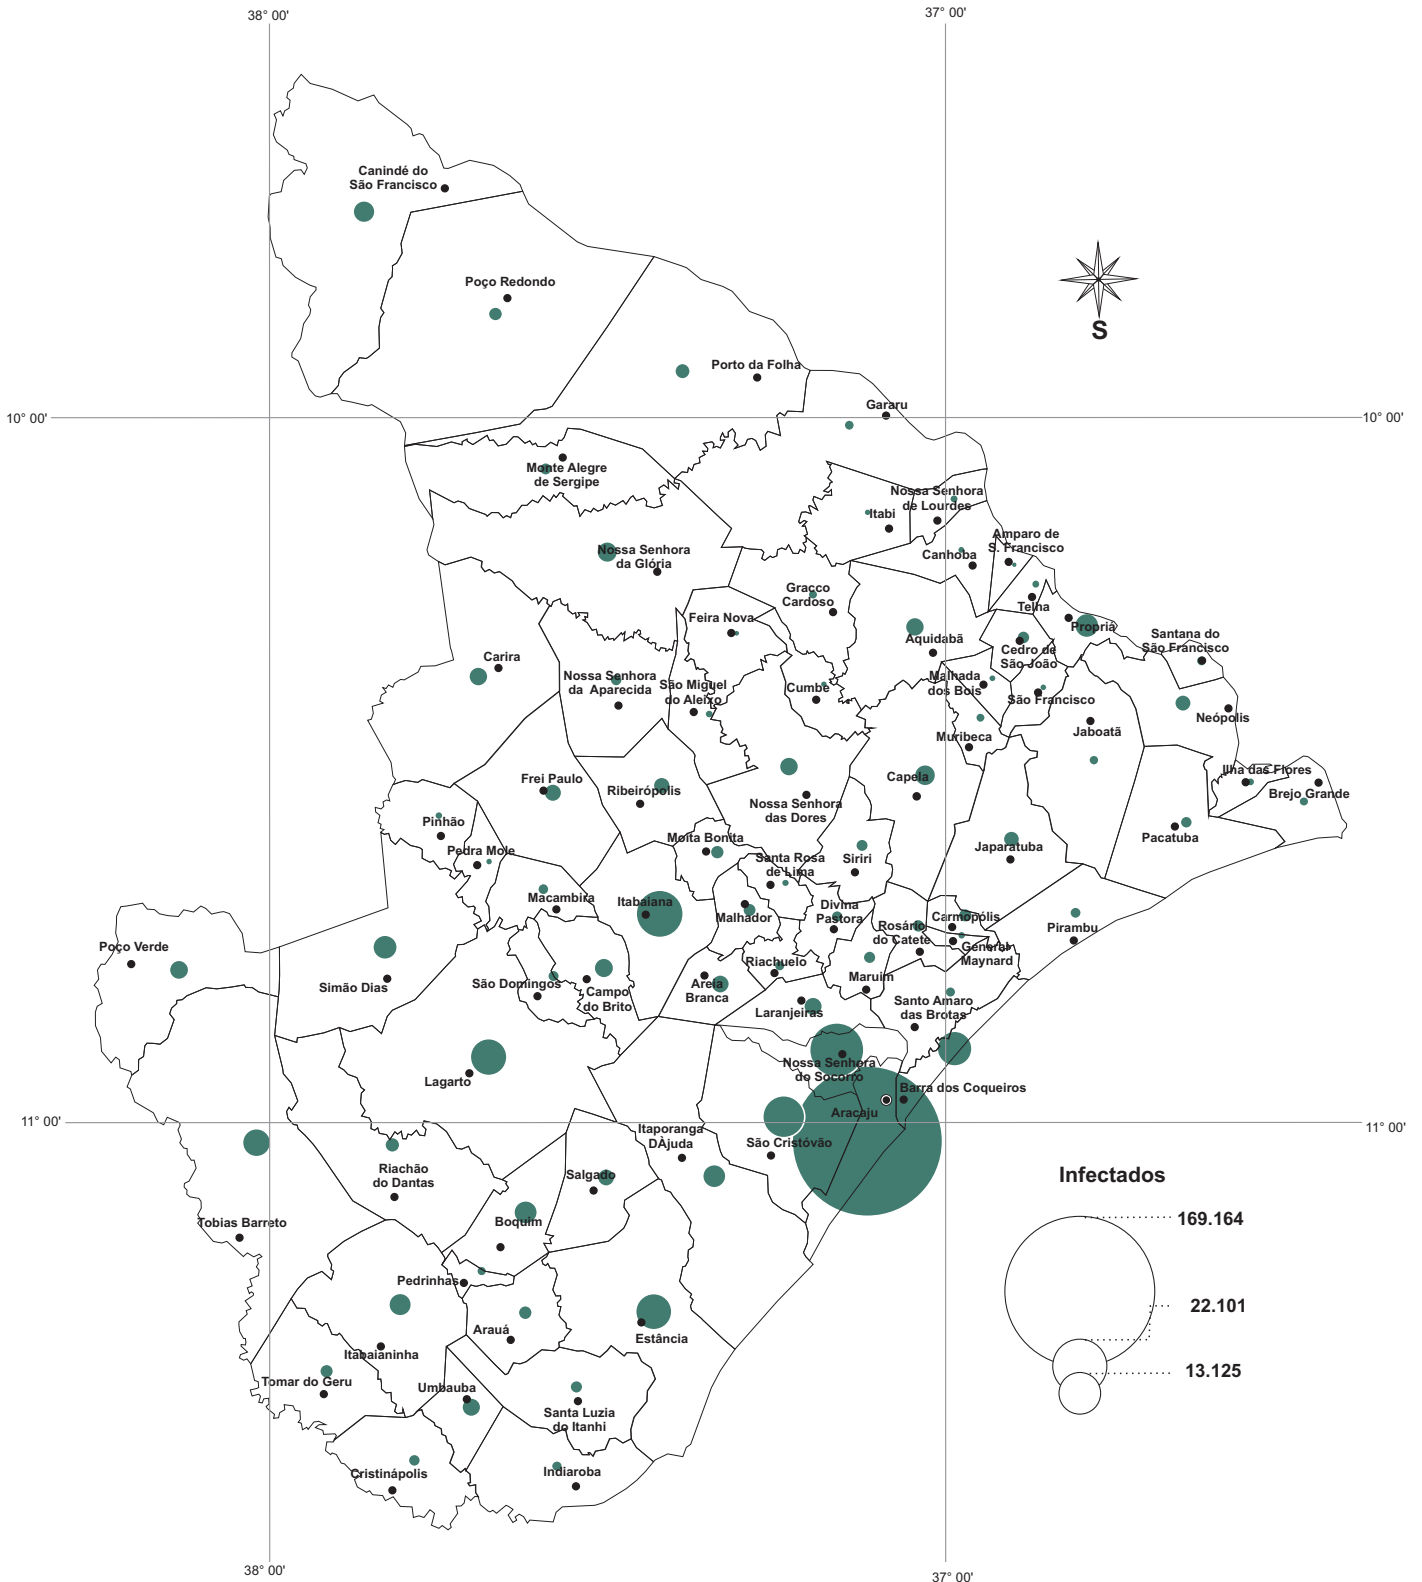 38° 00'
37° 00'
Canindé do
São Francisco
Poço Redondo
S
Porto da Folha
Gararu
10° 00'
10° 00'
Monte Alegre
de Sergipe
Nossa Senhora
de Lourdes
Itabi
Nossa Senhora
da Glória
Canhoba
Amparo de
S. Francisco
Gracco
Cardoso
Telha
Feira Nova
Propriá
Aquidabã
Santana do
São Francisco
Cedro de
São João
Carira
Nossa Senhora
da Aparecida
São Miguel
do Aleixo
Cumbe
Malhada
dos Bois
São Francisco
Neópolis
Jaboatã
Muribeca
Frei Paulo
Ribeirópolis
Capela
Ilha das Flores
Brejo Grande
Nossa Senhora
das Dores
Pinhão
Moita Bonita
Pacatuba
Pedra Mole
Santa Rosa
de Lima
Siriri
Japaratuba
Macambira
Itabaiana
Malhador
Divina
Pastora
Rosário
do Catete
Carmopólis
General
Maynard
Pirambu
Poço Verde
Simão Dias
São Domingos
Campo
do Brito
Areia
Branca
Riachuelo
Maruim
Laranjeiras
Santo Amaro
das Brotas
Lagarto
Nossa Senhora
do Socorro
Barra dos Coqueiros
Aracaju
11° 00'
11° 00'
Itaporanga
DÀjuda
São Cristóvão
Riachão
do Dantas
Salgado
Infectados
Tobias Barreto
Boquim
169.164
Pedrinhas
22.101
Arauá
Estância
Itabaianinha
13.125
Tomar do Geru
Umbauba
Santa Luzia
do Itanhi
Cristinápolis
Indiaroba
38° 00'
37° 00'